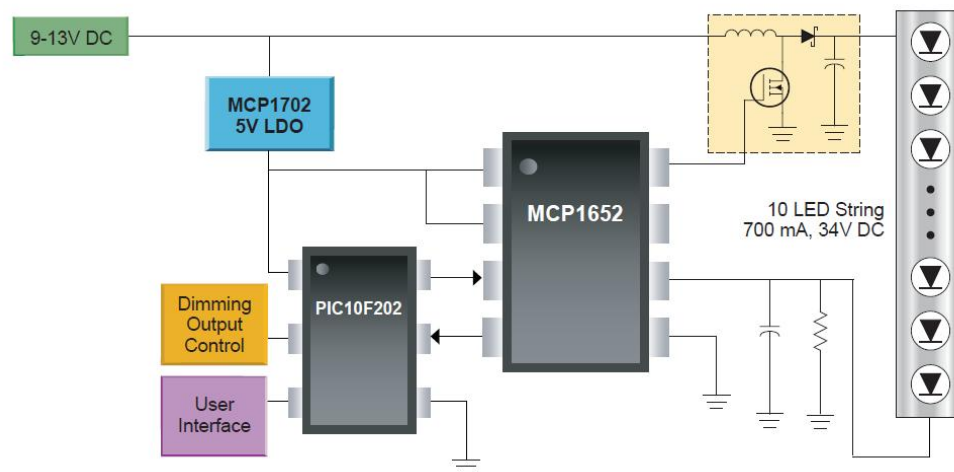 9-13V DC
MCP1702
5V LDO
MCP1652
10 LED String
700 mA, 34V DC
PIC10F202
Dimming
Output
Control
User
Interface